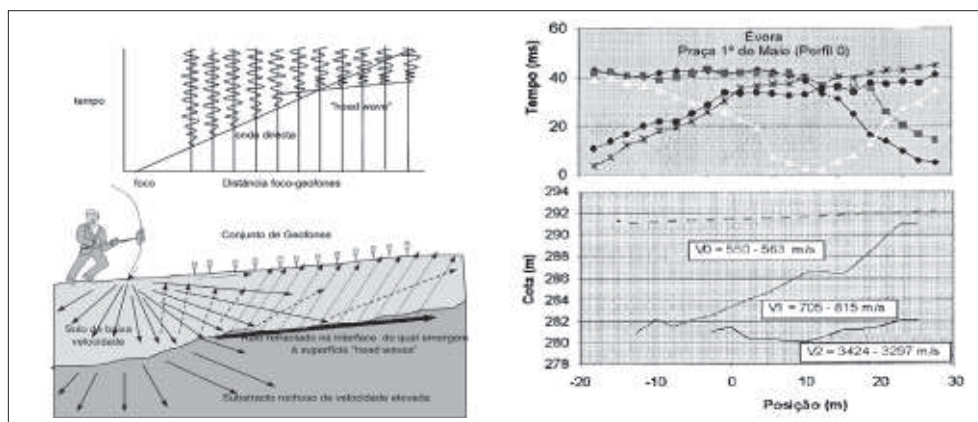 tempo
"head wave"
onda directa
foco
Distância foco-geofones
Conjunto de Geofones
Solo de baixa
velocidade
Raio refractado na interface do qual emergem
à superfície "head waves"
Substracto rochoso de velocidade elevada
Évora
Praça 1º de Maio (Perfil 0)
Tempo (ms)
60
40
20
0
Cota (m)
294
292
290
288
286
284
282
280
278
V0 = 550 - 563 m/s
V1 = 705 - 815 m/s
V2 = 3424 - 3297 m/s
-20
-10
0
10
20
30
Posição (m)